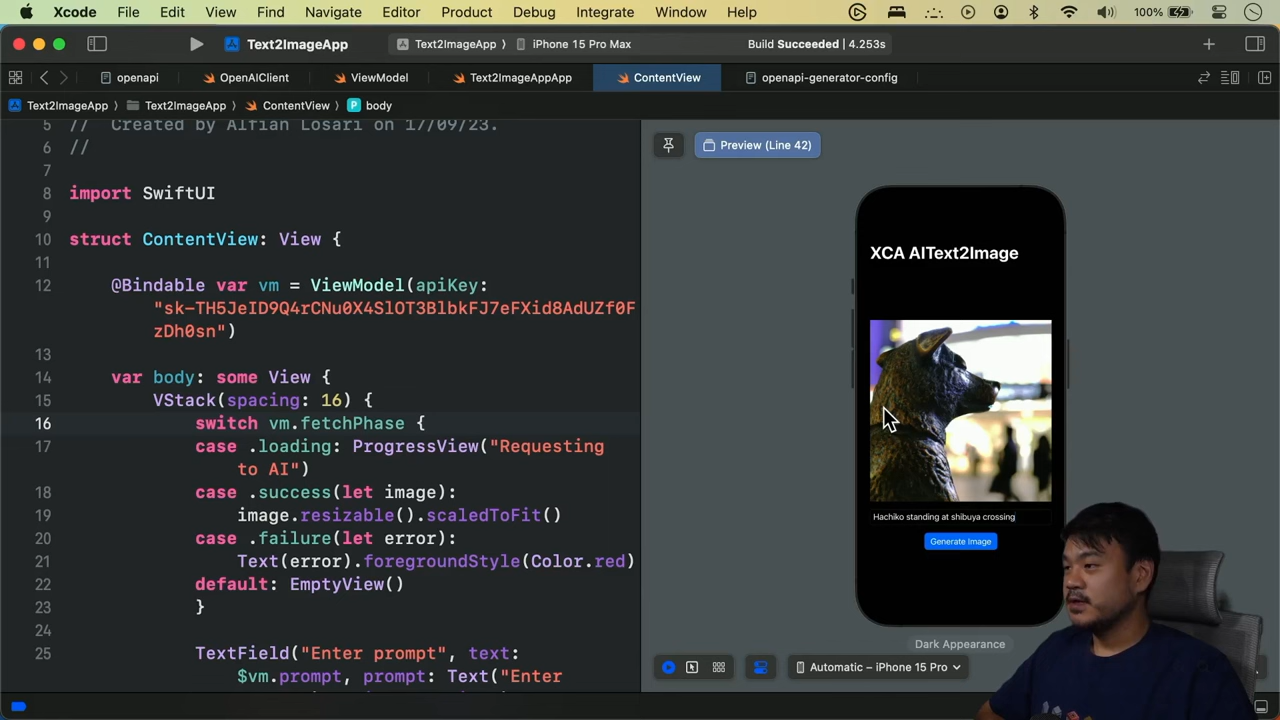 Xcode File Edit View Find Navigate Editor Product Debug Integrate Window Help 100%
Text2ImageApp Text2ImageApp 〉 iPhone 15 Pro Max Build Succeeded | 4.253s
openapi OpenAIClient ViewModel Text2ImageAppApp ContentView openapi-generator-config
Text2ImageApp 〉 Text2ImageApp 〉 ContentView 〉 P body
5 // Created by Alfian Losari on 17/09/23.
6 //
7
8 import SwiftUI
9
10 struct ContentView: View {
11
12 @Bindable var vm = ViewModel(apiKey:
"sk-TH5JeID9Q4rCNu0X4SlOT3BlbkFJ7eFXid8AdUZf0F
zDh0sn")
13
14 var body: some View {
15 VStack(spacing: 16) {
16 switch vm.fetchPhase {
17 case .loading: ProgressView("Requesting
to AI")
18 case .success(let image):
19 image.resizable().scaledToFit()
20 case .failure(let error):
21 Text(error).foregroundStyle(Color.red)
22 default: EmptyView()
23 }
24
25 TextField("Enter prompt", text:
$vm.prompt, prompt: Text("Enter
Preview (Line 42)
XCA AIText2Image
Hachiko standing at shibuya crossing
Generate Image
Dark Appearance
Automatic – iPhone 15 Pro